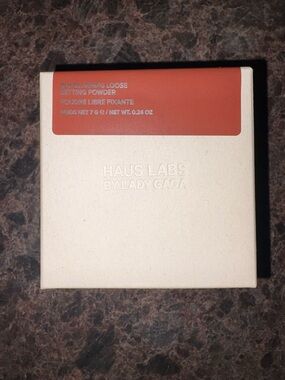 LOOSE
SETTING POWDER
POUDRE LIBRE FIXANTE
POIDS NET 7 G ℮ / NET WT. 0.24 OZ
HAUS LABS
BY LADY GAGA